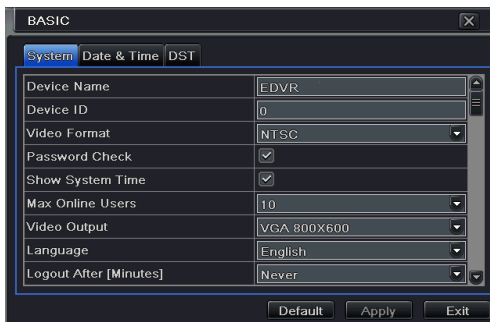 BASIC
System Date & Time DST
Device Name EDVR
Device ID 0
Video Format NTSC
Password Check
Show System Time
Max Online Users 10
Video Output VGA 800X600
Language English
Logout After [Minutes] Never
Default Apply Exit